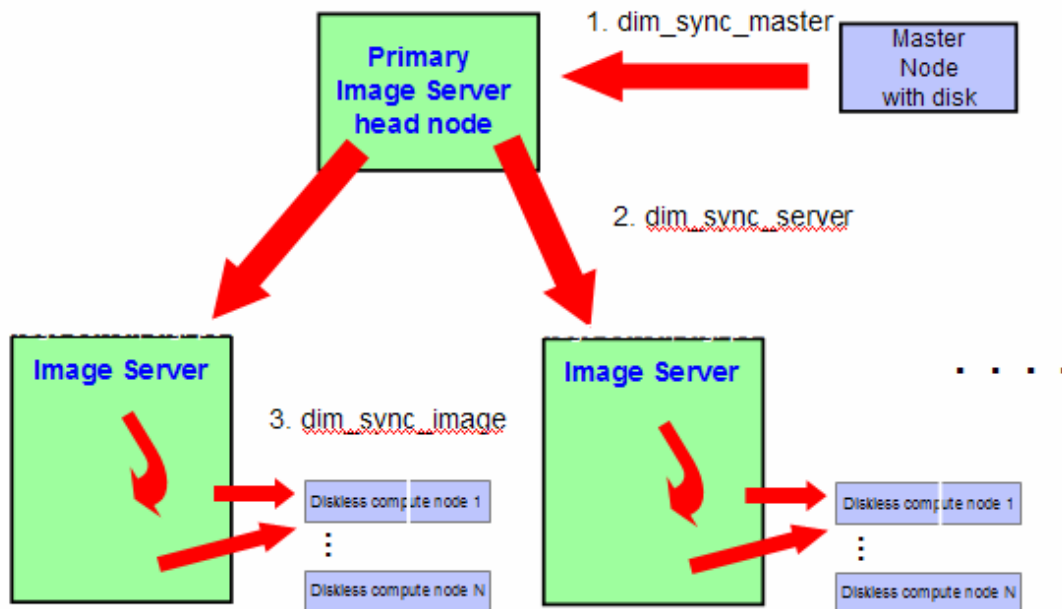 1. dim_sync_master
Master
Node
with disk
Primary
Image Server
head node
2. dim_sync_server
Image Server
Image Server
. . . .
3. dim_sync_image
Diskless compute node 1
⋮
Diskless compute node N
Diskless compute node 1
⋮
Diskless compute node N